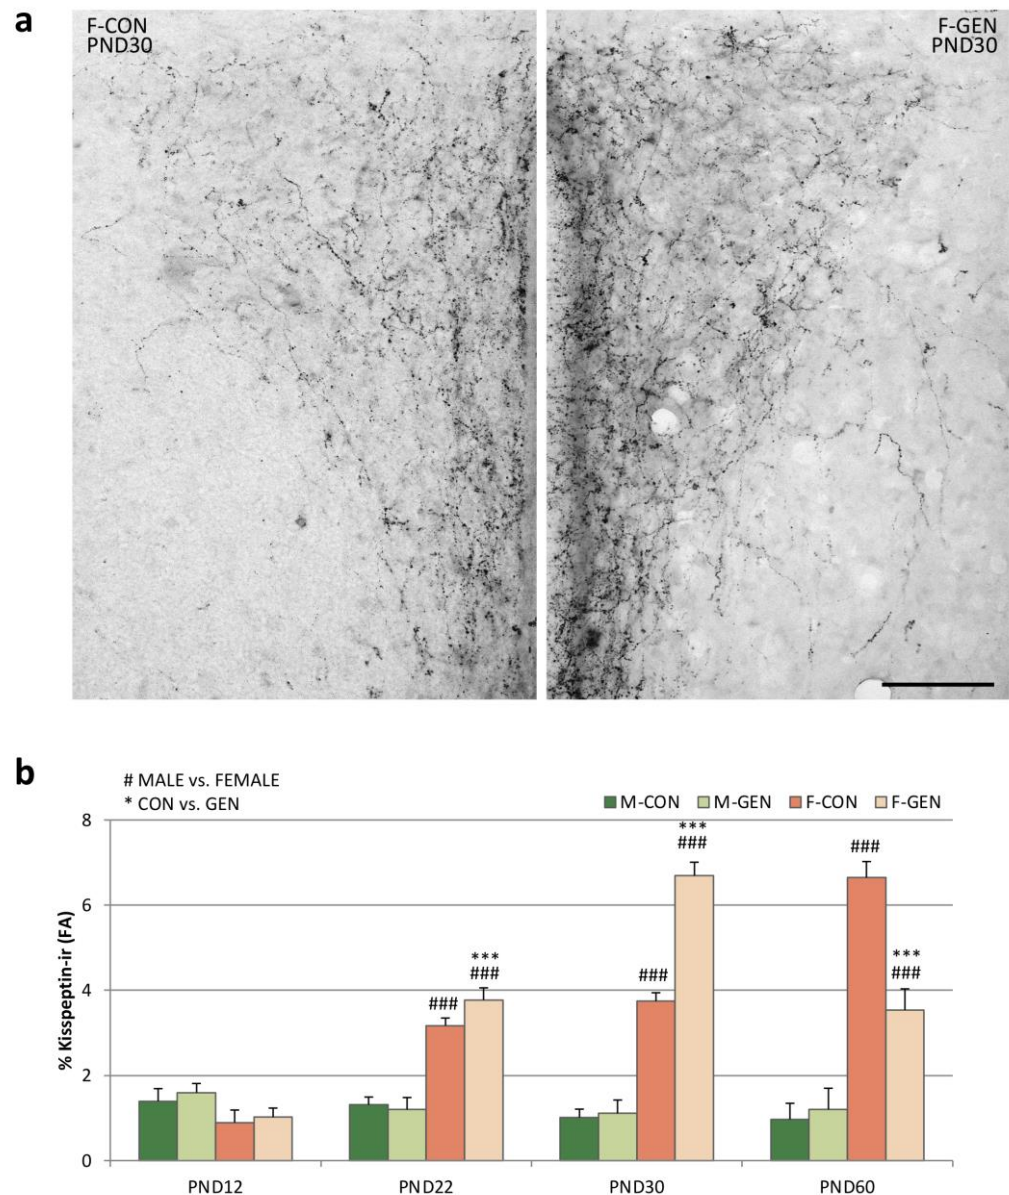 a
F-CON
PND30
F-GEN
PND30
b
# MALE vs. FEMALE
* CON vs. GEN
M-CON M-GEN F-CON F-GEN
% Kisspeptin-ir (FA)
8
6
4
2
0
***
###
###
***
###
###
###
***
###
PND12 PND22 PND30 PND60